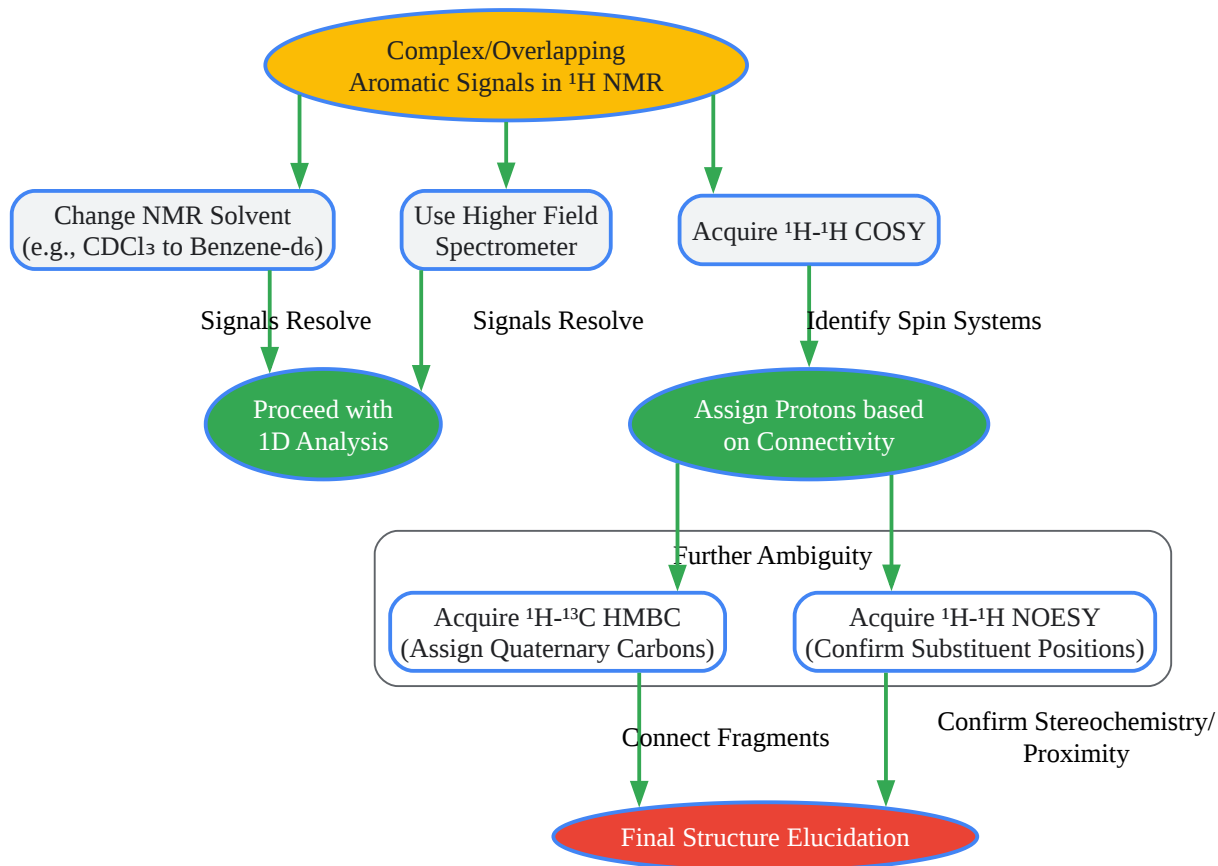 Complex/Overlapping
Aromatic Signals in ¹H NMR
Change NMR Solvent
(e.g., CDCl₃ to Benzene-d₆)
Use Higher Field
Spectrometer
Acquire ¹H-¹H COSY
Signals Resolve
Signals Resolve
Identify Spin Systems
Proceed with
1D Analysis
Assign Protons based
on Connectivity
Further Ambiguity
Acquire ¹H-¹³C HMBC
(Assign Quaternary Carbons)
Acquire ¹H-¹H NOESY
(Confirm Substituent Positions)
Connect Fragments
Confirm Stereochemistry/
Proximity
Final Structure Elucidation